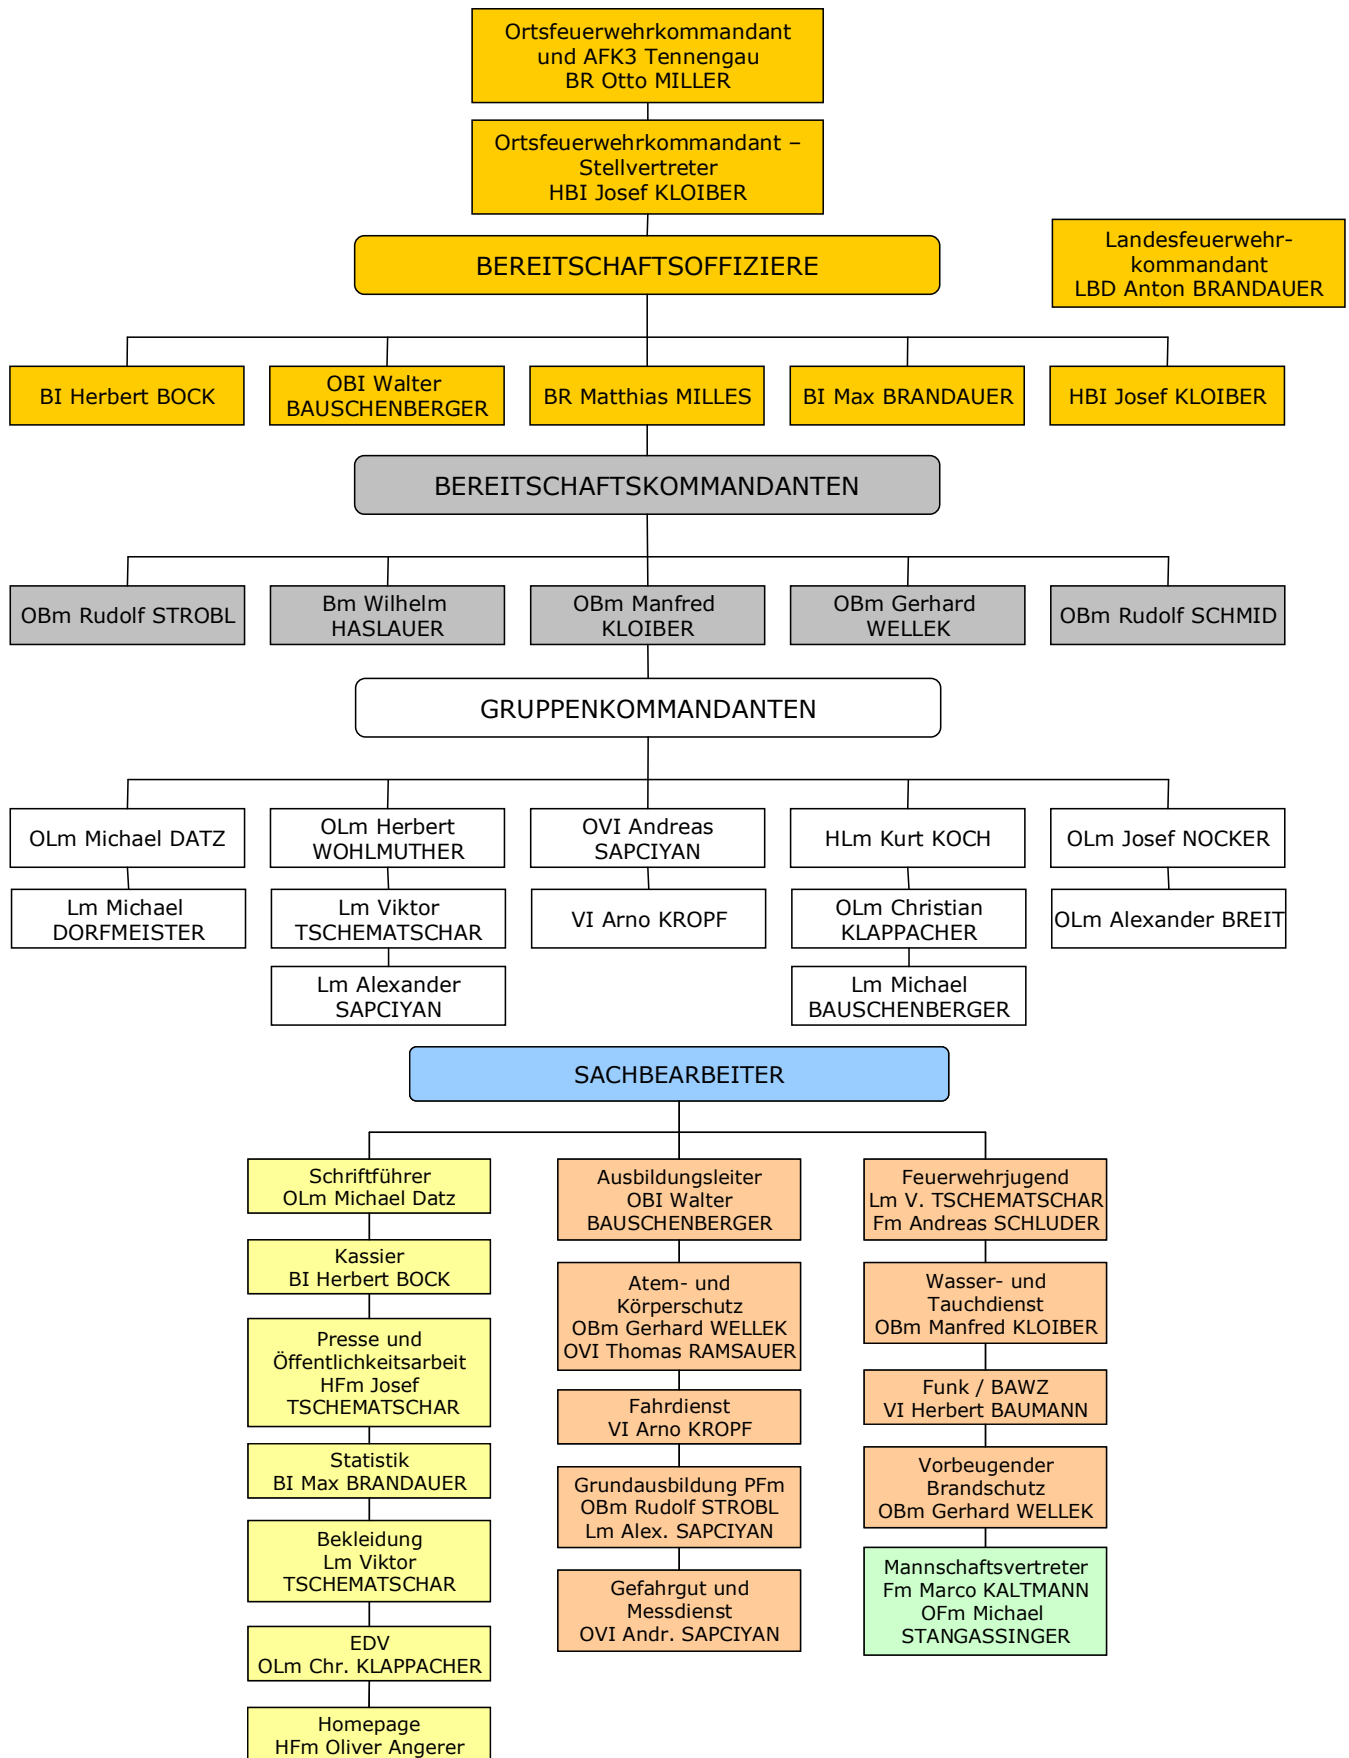 Ortsfeuerwehrkommandant
und AFK3 Tennengau
BR Otto MILLER
Ortsfeuerwehrkommandant –
Stellvertreter
HBI Josef KLOIBER
BEREITSCHAFTSOFFIZIERE
Landesfeuerwehr-
kommandant
LBD Anton BRANDAUER
BI Herbert BOCK
OBI Walter
BAUSCHENBERGER
BR Matthias MILLES
BI Max BRANDAUER
HBI Josef KLOIBER
BEREITSCHAFTSKOMMANDANTEN
OBm Rudolf STROBL
Bm Wilhelm
HASLAUER
OBm Manfred
KLOIBER
OBm Gerhard
WELLEK
OBm Rudolf SCHMID
GRUPPENKOMMANDANTEN
OLm Michael DATZ
OLm Herbert
WOHLMUTHER
OVI Andreas
SAPCIYAN
HLm Kurt KOCH
OLm Josef NOCKER
Lm Michael
DORFMEISTER
Lm Viktor
TSCHEMATSCHAR
VI Arno KROPF
OLm Christian
KLAPPACHER
OLm Alexander BREIT
Lm Alexander
SAPCIYAN
Lm Michael
BAUSCHENBERGER
SACHBEARBEITER
Schriftführer
OLm Michael Datz
Kassier
BI Herbert BOCK
Presse und
Öffentlichkeitsarbeit
HFm Josef
TSCHEMATSCHAR
Statistik
BI Max BRANDAUER
Bekleidung
Lm Viktor
TSCHEMATSCHAR
EDV
OLm Chr. KLAPPACHER
Homepage
HFm Oliver Angerer
Ausbildungsleiter
OBI Walter
BAUSCHENBERGER
Atem- und
Körperschutz
OBm Gerhard WELLEK
OVI Thomas RAMSAUER
Fahrdienst
VI Arno KROPF
Grundausbildung PFm
OBm Rudolf STROBL
Lm Alex. SAPCIYAN
Gefahrgut und
Messdienst
OVI Andr. SAPCIYAN
Feuerwehrjugend
Lm V. TSCHEMATSCHAR
Fm Andreas SCHLUDER
Wasser- und
Tauchdienst
OBm Manfred KLOIBER
Funk / BAWZ
VI Herbert BAUMANN
Vorbeugender
Brandschutz
OBm Gerhard WELLEK
Mannschaftsvertreter
Fm Marco KALTMANN
OFm Michael
STANGASSINGER